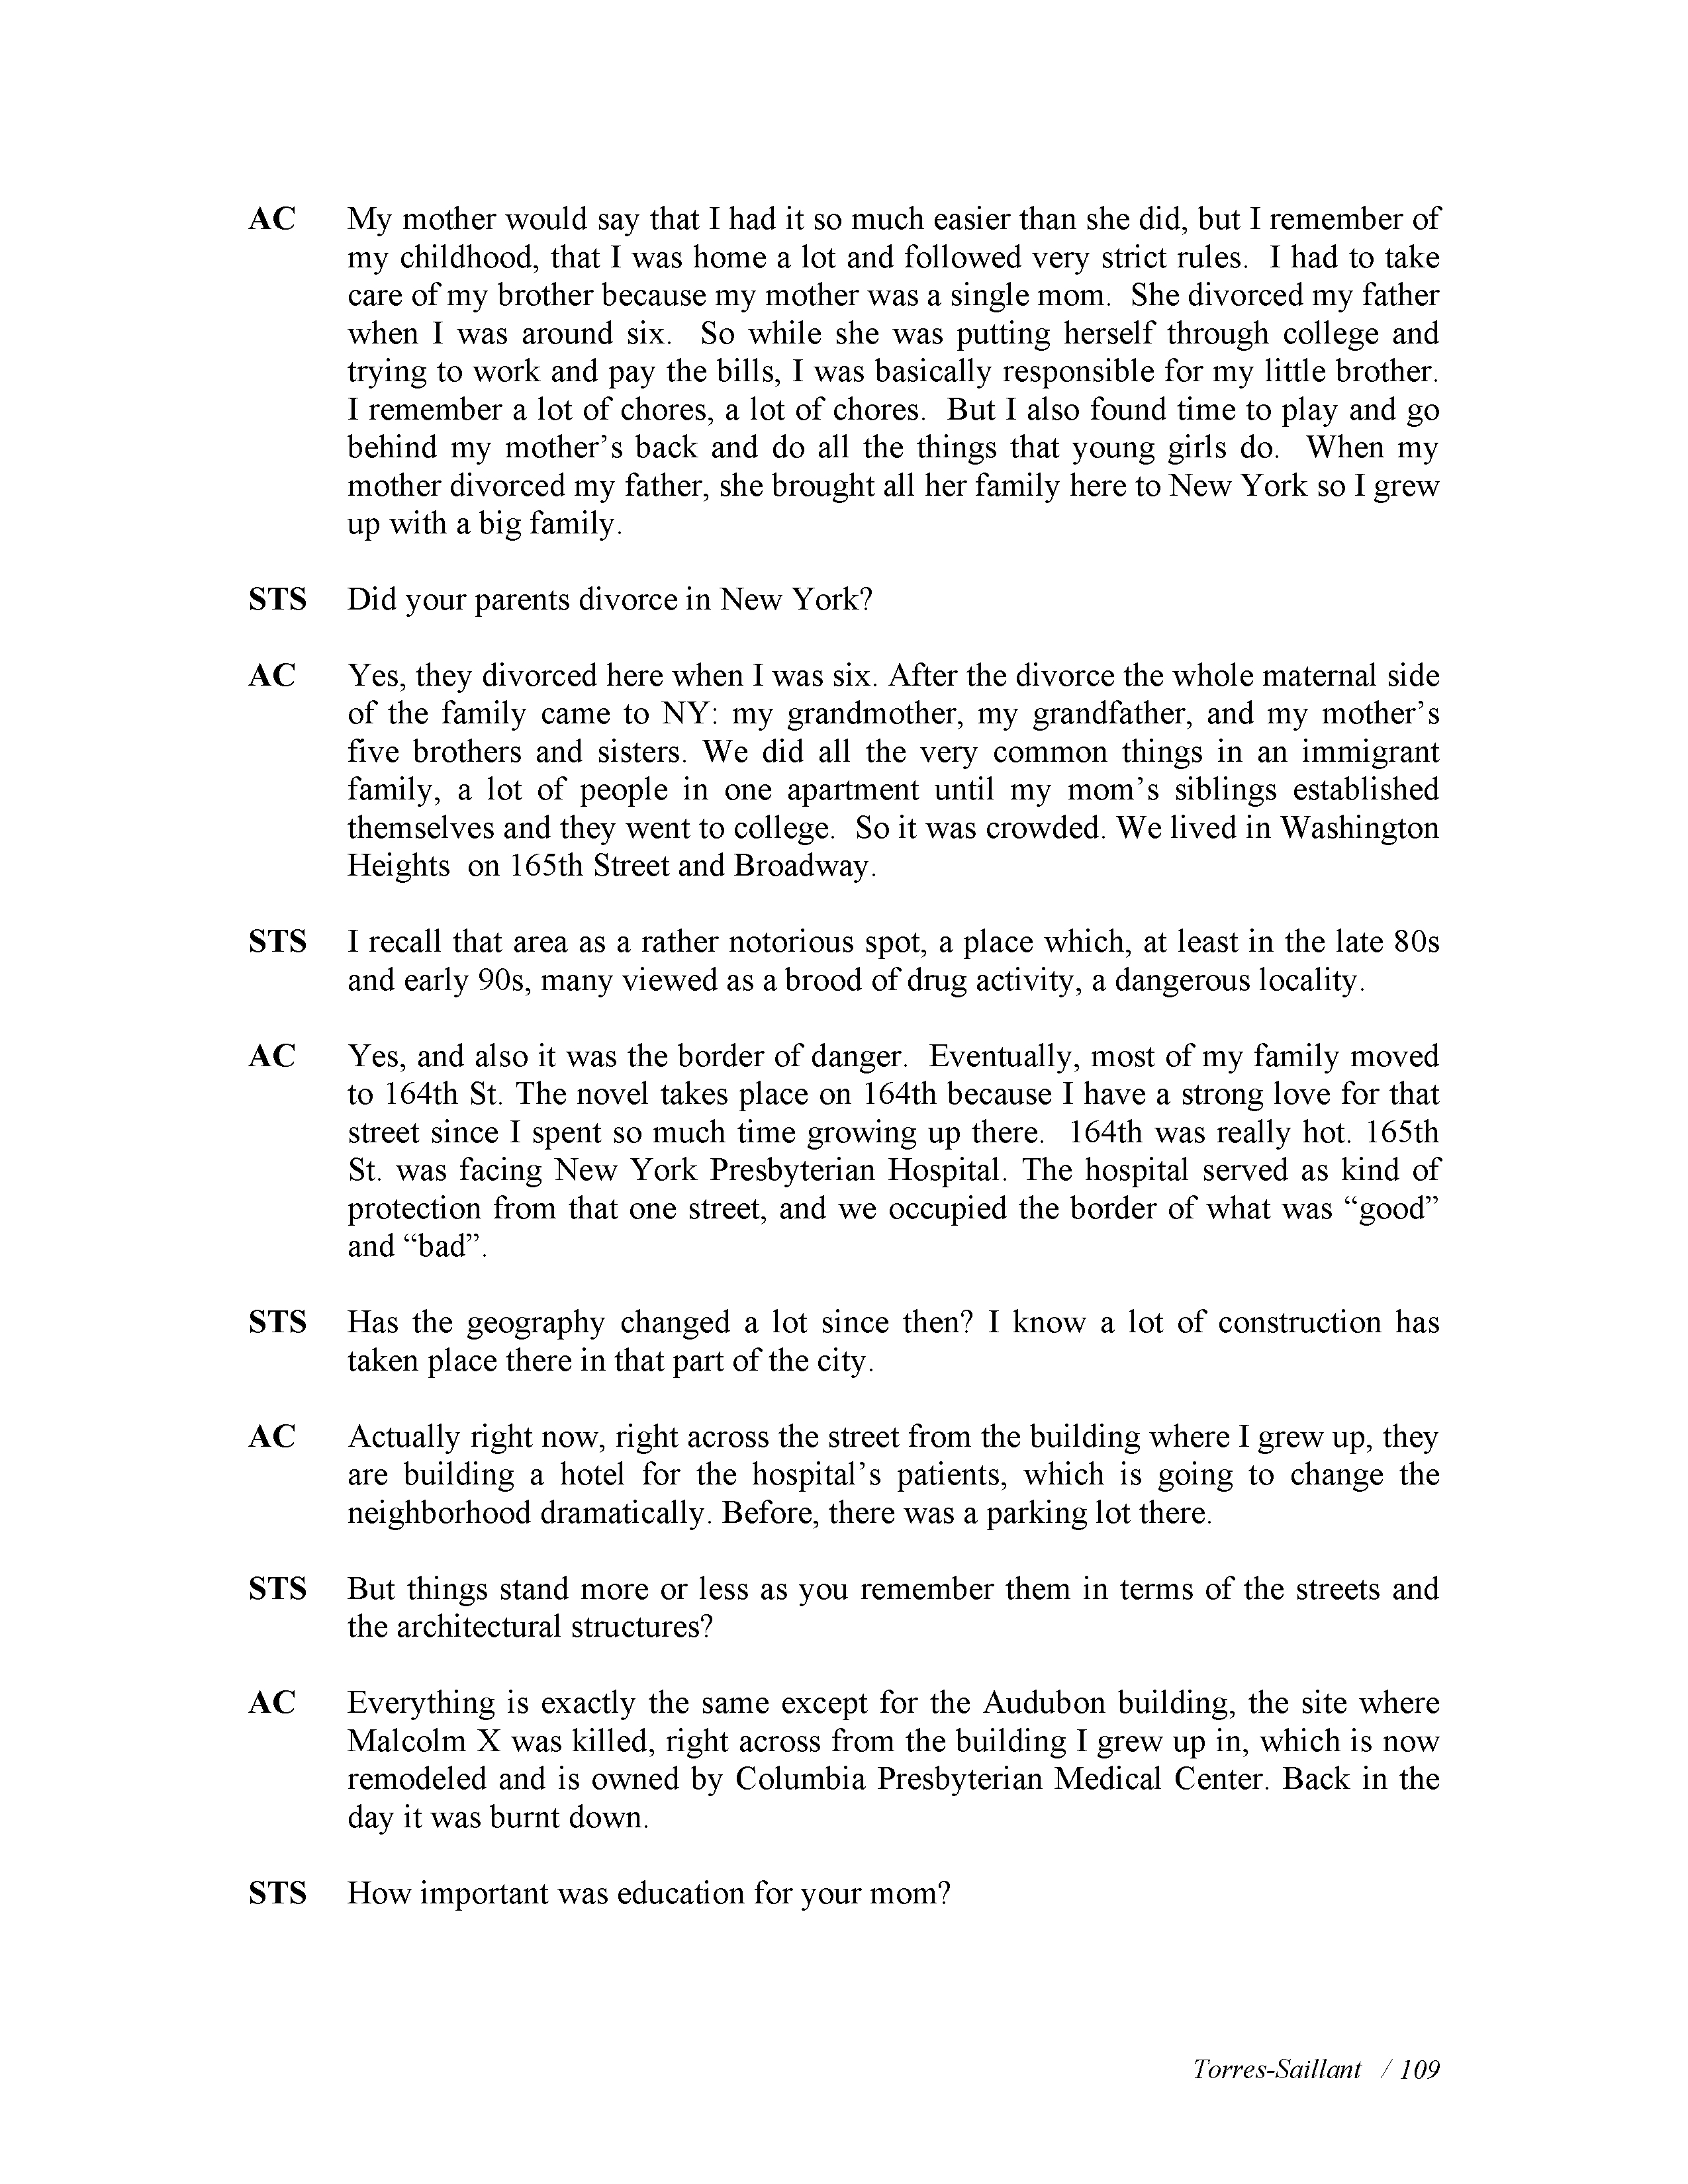 AC My mother would say that I had it so much easier than she did, but I remember of
my childhood, that I was home a lot and followed very strict rules.  I had to take
care of my brother because my mother was a single mom.  She divorced my father
when I was around six.  So while she was putting herself through college and
trying to work and pay the bills, I was basically responsible for my little brother.
I remember a lot of chores, a lot of chores.  But I also found time to play and go
behind my mother’s back and do all the things that young girls do.  When my
mother divorced my father, she brought all her family here to New York so I grew
up with a big family.
STS Did your parents divorce in New York?
AC Yes, they divorced here when I was six. After the divorce the whole maternal side
of the family came to NY: my grandmother, my grandfather, and my mother’s
five brothers and sisters. We did all the very common things in an immigrant
family, a lot of people in one apartment until my mom’s siblings established
themselves and they went to college.  So it was crowded. We lived in Washington
Heights  on 165th Street and Broadway.
STS I recall that area as a rather notorious spot, a place which, at least in the late 80s
and early 90s, many viewed as a brood of drug activity, a dangerous locality.
AC Yes, and also it was the border of danger.  Eventually, most of my family moved
to 164th St. The novel takes place on 164th because I have a strong love for that
street since I spent so much time growing up there.  164th was really hot. 165th
St. was facing New York Presbyterian Hospital. The hospital served as kind of
protection from that one street, and we occupied the border of what was “good”
and “bad”.
STS Has the geography changed a lot since then? I know a lot of construction has
taken place there in that part of the city.
AC Actually right now, right across the street from the building where I grew up, they
are building a hotel for the hospital’s patients, which is going to change the
neighborhood dramatically. Before, there was a parking lot there.
STS But things stand more or less as you remember them in terms of the streets and
the architectural structures?
AC Everything is exactly the same except for the Audubon building, the site where
Malcolm X was killed, right across from the building I grew up in, which is now
remodeled and is owned by Columbia Presbyterian Medical Center. Back in the
day it was burnt down.
STS How important was education for your mom?
Torres-Saillant / 109